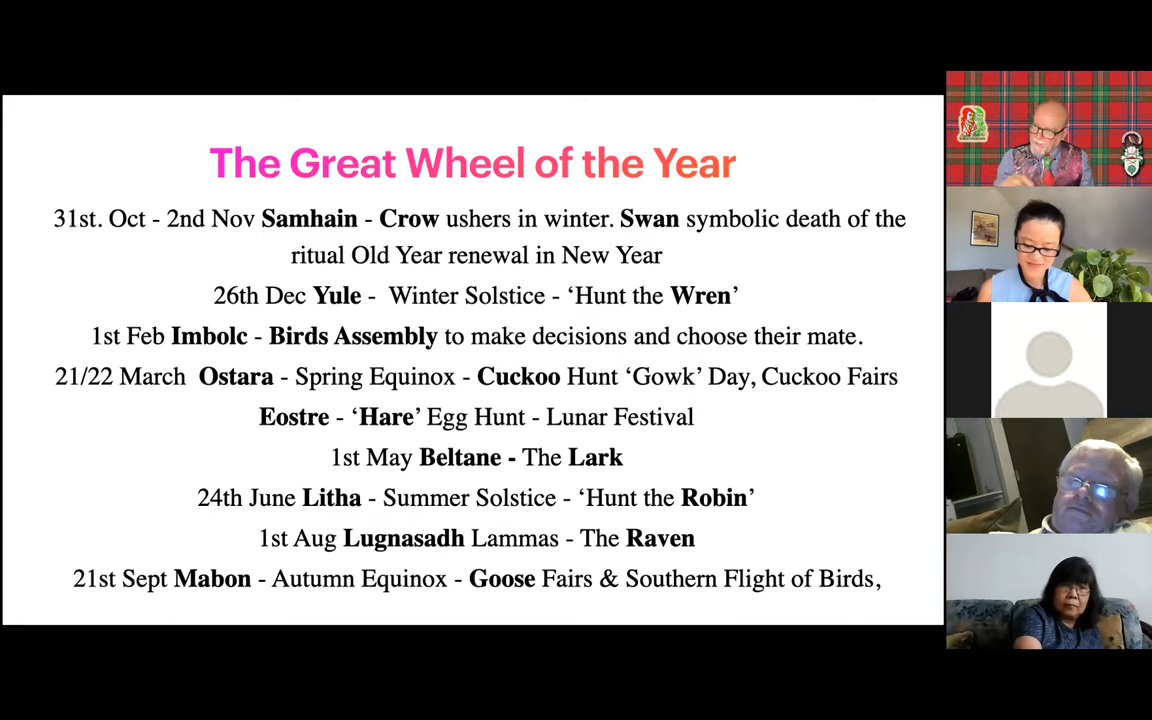 The Great Wheel of the Year
31st. Oct - 2nd Nov Samhain - Crow ushers in winter. Swan symbolic death of the
ritual Old Year renewal in New Year
26th Dec Yule -  Winter Solstice - ‘Hunt the Wren’
1st Feb Imbolc - Birds Assembly to make decisions and choose their mate.
21/22 March  Ostara - Spring Equinox - Cuckoo Hunt ‘Gowk’ Day, Cuckoo Fairs
Eostre - ‘Hare’ Egg Hunt - Lunar Festival
1st May Beltane - The Lark
24th June Litha - Summer Solstice - ‘Hunt the Robin’
1st Aug Lugnasadh Lammas - The Raven
21st Sept Mabon - Autumn Equinox - Goose Fairs & Southern Flight of Birds,